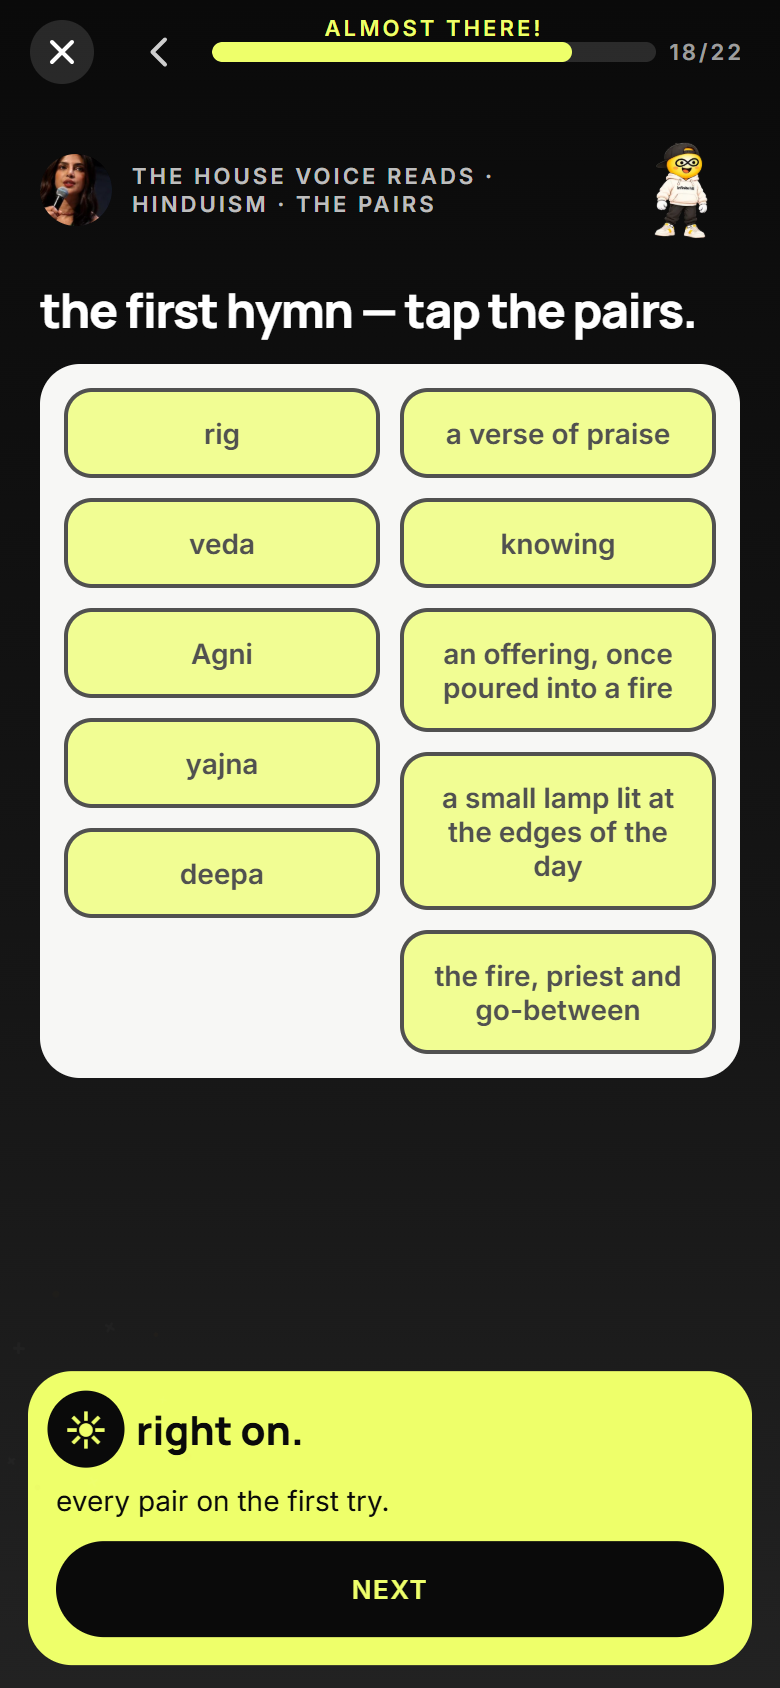 ALMOST THERE!
18/22
THE HOUSE VOICE READS ·
HINDUISM · THE PAIRS
the first hymn — tap the pairs.
rig
a verse of praise
veda
knowing
Agni
an offering, once
poured into a fire
yajna
a small lamp lit at
the edges of the
day
deepa
the fire, priest and
go-between
right on.
every pair on the first try.
NEXT